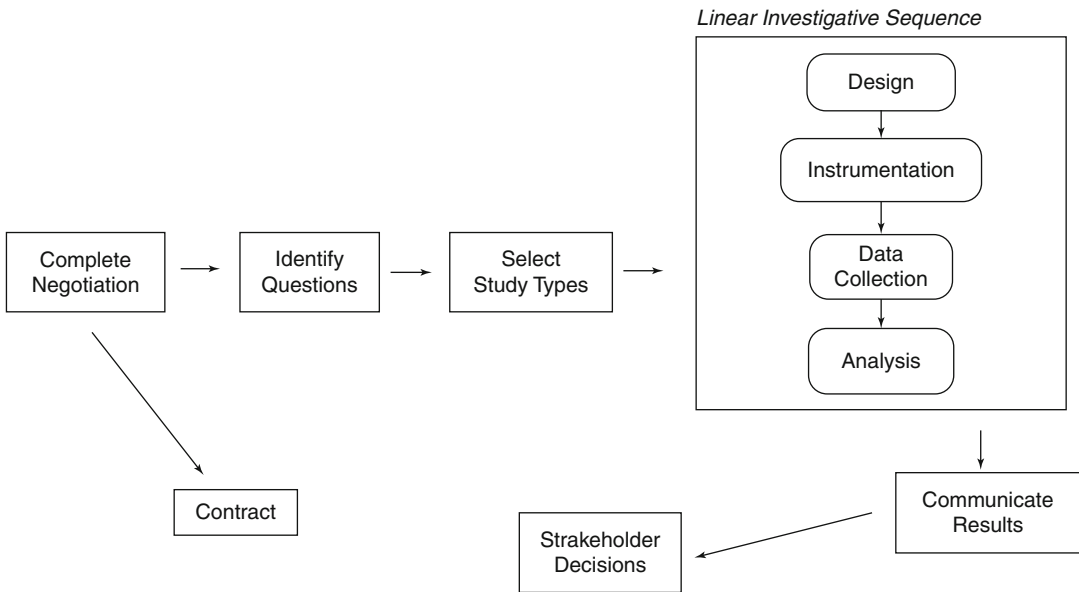 Linear Investigative Sequence
Design
Instrumentation
Data
Collection
Analysis
Complete
Negotiation
Identify
Questions
Select
Study Types
Contract
Communicate
Results
Strakeholder
Decisions